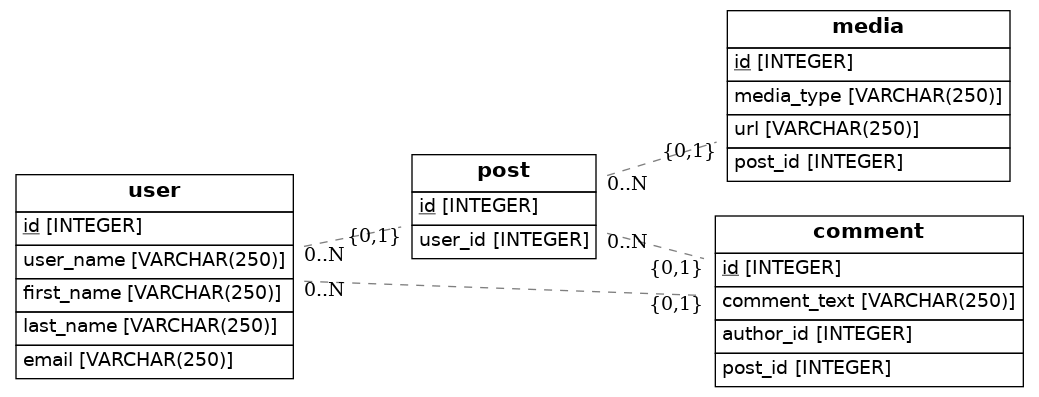 media
id [INTEGER]
media_type [VARCHAR(250)]
url [VARCHAR(250)]
post_id [INTEGER]
post
id [INTEGER]
user_id [INTEGER]
user
id [INTEGER]
user_name [VARCHAR(250)]
first_name [VARCHAR(250)]
last_name [VARCHAR(250)]
email [VARCHAR(250)]
comment
id [INTEGER]
comment_text [VARCHAR(250)]
author_id [INTEGER]
post_id [INTEGER]
{0,1}
0..N
{0,1}
0..N
0..N
{0,1}
0..N
{0,1}